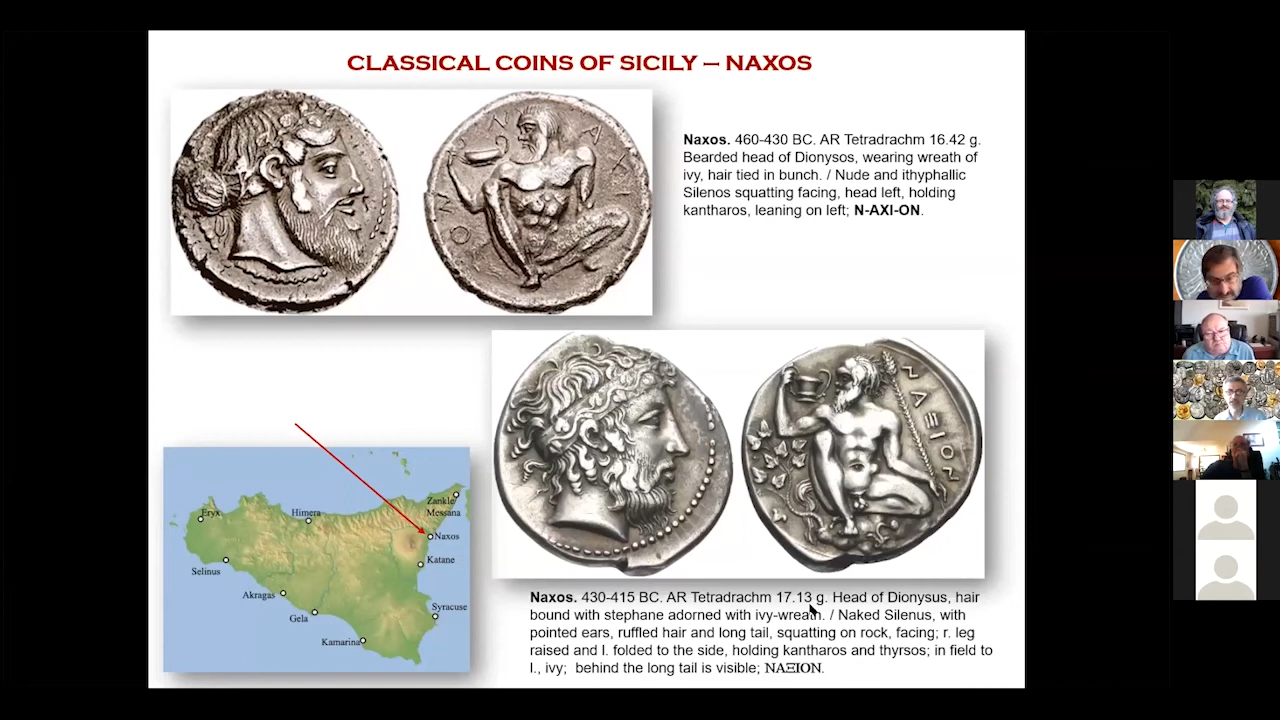 CLASSICAL COINS OF SICILY – NAXOS
Naxos. 460-430 BC. AR Tetradrachm 16.42 g.
Bearded head of Dionysos, wearing wreath of
ivy, hair tied in bunch. / Nude and ithyphallic
Silenos squatting facing, head left, holding
kantharos, leaning on left; N-AXI-ON.
Zankle
Messana
Eryx
Himera
Naxos
Katane
Selinus
Akragas
Syracuse
Gela
Kamarina
ΝΑΞΙΟΝ
Naxos. 430-415 BC. AR Tetradrachm 17.13 g. Head of Dionysus, hair
bound with stephane adorned with ivy-wreath. / Naked Silenus, with
pointed ears, ruffled hair and long tail, squatting on rock, facing; r. leg
raised and l. folded to the side, holding kantharos and thyrsos; in field to
l., ivy; behind the long tail is visible; ΝΑΞΙΟΝ.